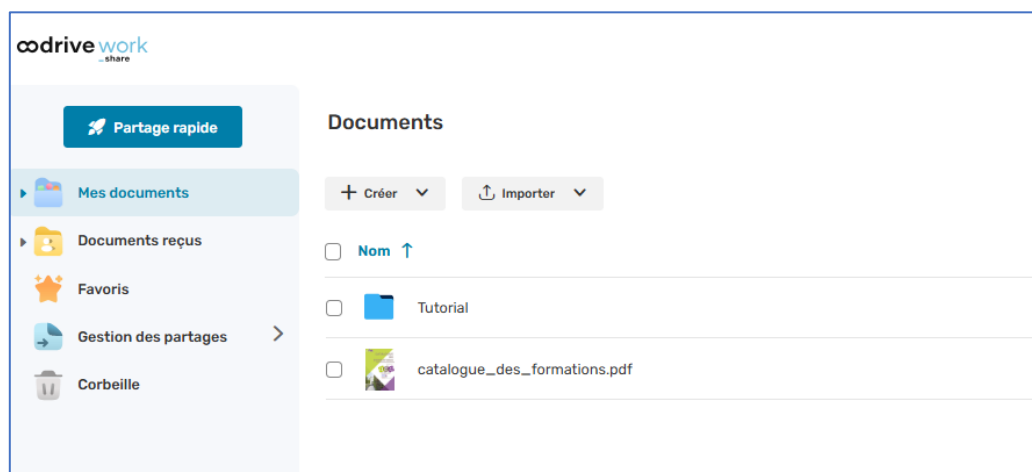 oodrive work
_share
Partage rapide
Mes documents
Documents reçus
Favoris
Gestion des partages
Corbeille
Documents
Créer
Importer
Nom
Tutorial
catalogue_des_formations.pdf